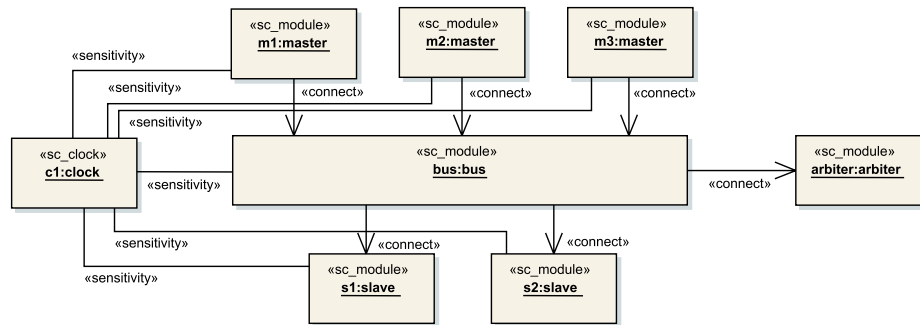 «sc_module»
m1:master
«sc_module»
m2:master
«sc_module»
m3:master
«sensitivity»
«sensitivity»
«connect»
«connect»
«connect»
«sensitivity»
«sc_clock»
c1:clock
«sc_module»
bus:bus
«sc_module»
arbiter:arbiter
«sensitivity»
«connect»
«sensitivity»
«connect»
«connect»
«sensitivity»
«sc_module»
s1:slave
«sc_module»
s2:slave